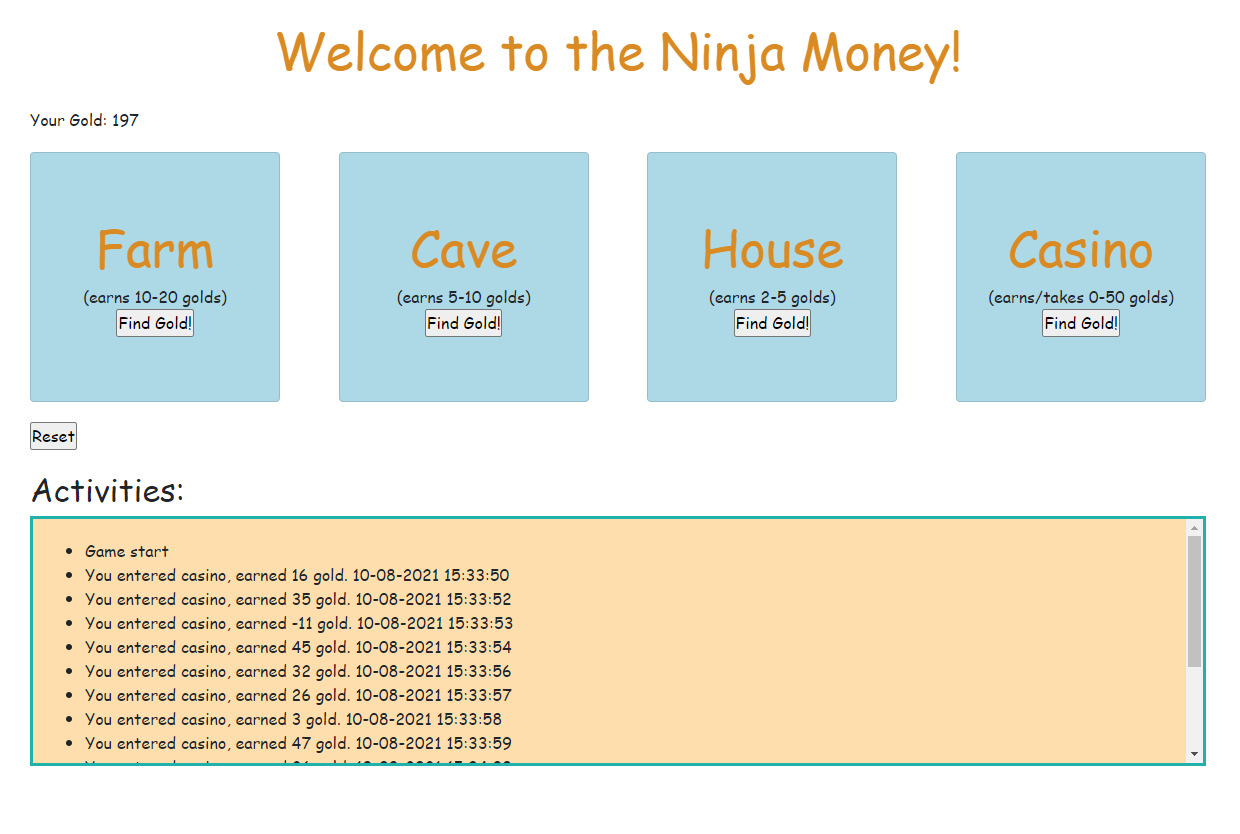 Welcome to the Ninja Money!
Your Gold: 197
Farm
(earns 10-20 golds)
Find Gold!
Cave
(earns 5-10 golds)
Find Gold!
House
(earns 2-5 golds)
Find Gold!
Casino
(earns/takes 0-50 golds)
Find Gold!
Reset
Activities:
Game start
You entered casino, earned 16 gold. 10-08-2021 15:33:50
You entered casino, earned 35 gold. 10-08-2021 15:33:52
You entered casino, earned -11 gold. 10-08-2021 15:33:53
You entered casino, earned 45 gold. 10-08-2021 15:33:54
You entered casino, earned 32 gold. 10-08-2021 15:33:56
You entered casino, earned 26 gold. 10-08-2021 15:33:57
You entered casino, earned 3 gold. 10-08-2021 15:33:58
You entered casino, earned 47 gold. 10-08-2021 15:33:59